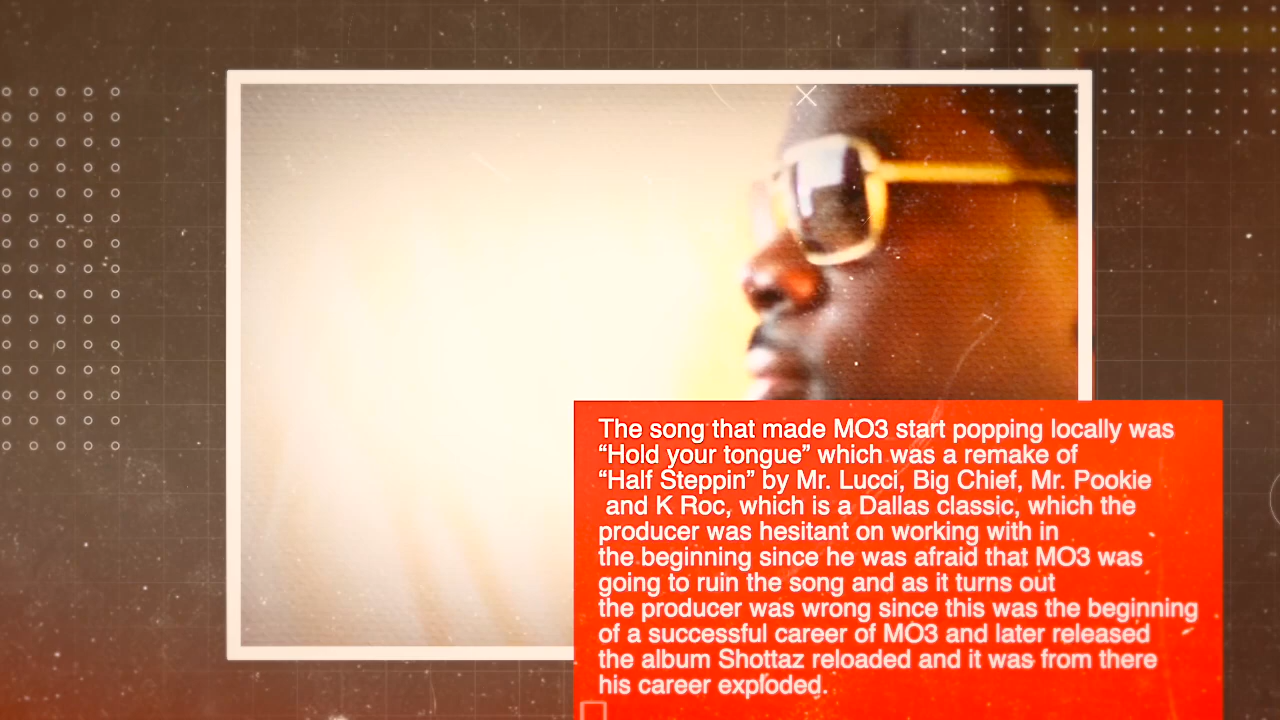 The song that made MO3 start popping locally was
“Hold your tongue” which was a remake of
“Half Steppin” by Mr. Lucci, Big Chief, Mr. Pookie
and K Roc, which is a Dallas classic, which the
producer was hesitant on working with in
the beginning since he was afraid that MO3 was
going to ruin the song and as it turns out
the producer was wrong since this was the beginning
of a successful career of MO3 and later released
the album Shottaz reloaded and it was from there
his career exploded.